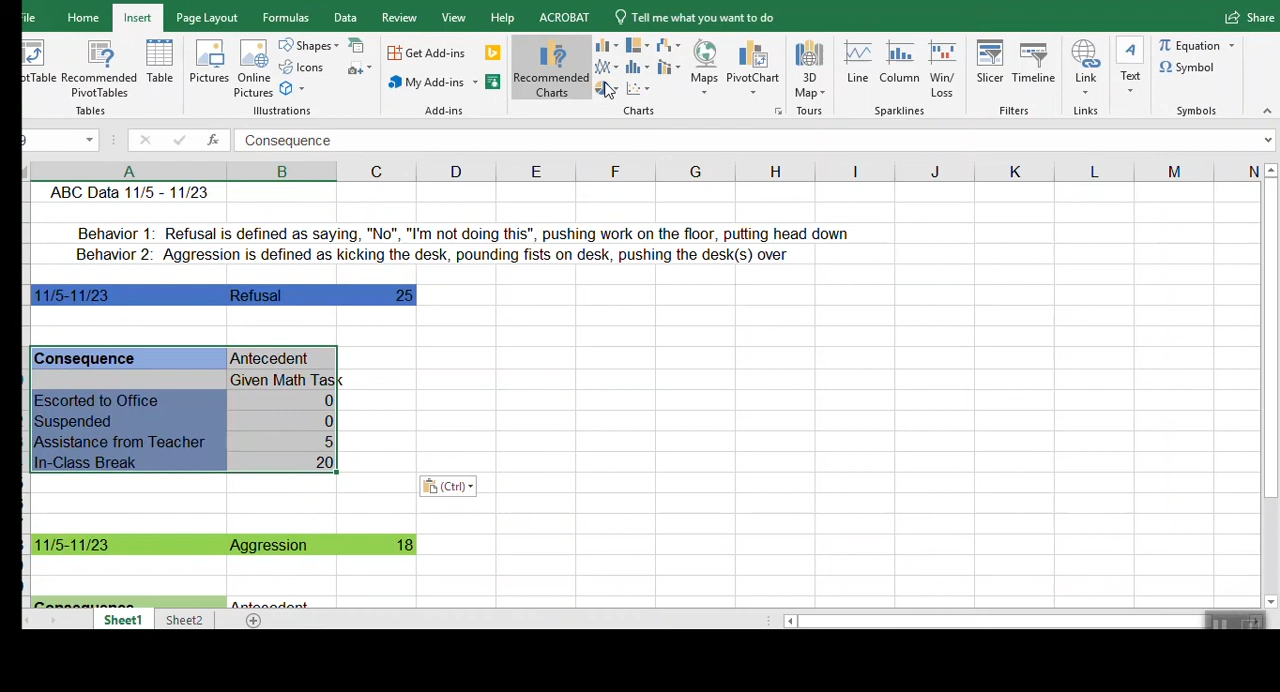 ile Home Insert Page Layout Formulas Data Review View Help ACROBAT Tell me what you want to do Share
otTable Recommended PivotTables Table Pictures Online Pictures Shapes Icons Get Add-ins My Add-ins Recommended Charts Maps PivotChart 3D Map Line Column Win/Loss Slicer Timeline Link Text Equation Symbol
Tables Illustrations Add-ins Charts Tours Sparklines Filters Links Symbols
9 fx Consequence
A B C D E F G H I J K L M N
ABC Data 11/5 - 11/23
Behavior 1: Refusal is defined as saying, "No", "I'm not doing this", pushing work on the floor, putting head down
Behavior 2: Aggression is defined as kicking the desk, pounding fists on desk, pushing the desk(s) over
11/5-11/23 Refusal 25
Consequence Antecedent
Given Math Task
Escorted to Office 0
Suspended 0
Assistance from Teacher 5
In-Class Break 20
(Ctrl)
11/5-11/23 Aggression 18
Consequence Antecedent
Sheet1 Sheet2